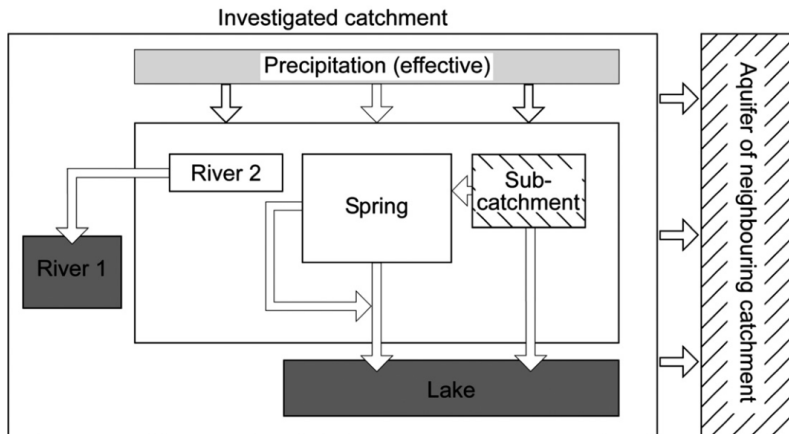 Investigated catchment
Precipitation (effective)
River 2
Spring
Sub-
catchment
River 1
Lake
Aquifer of neighbouring catchment